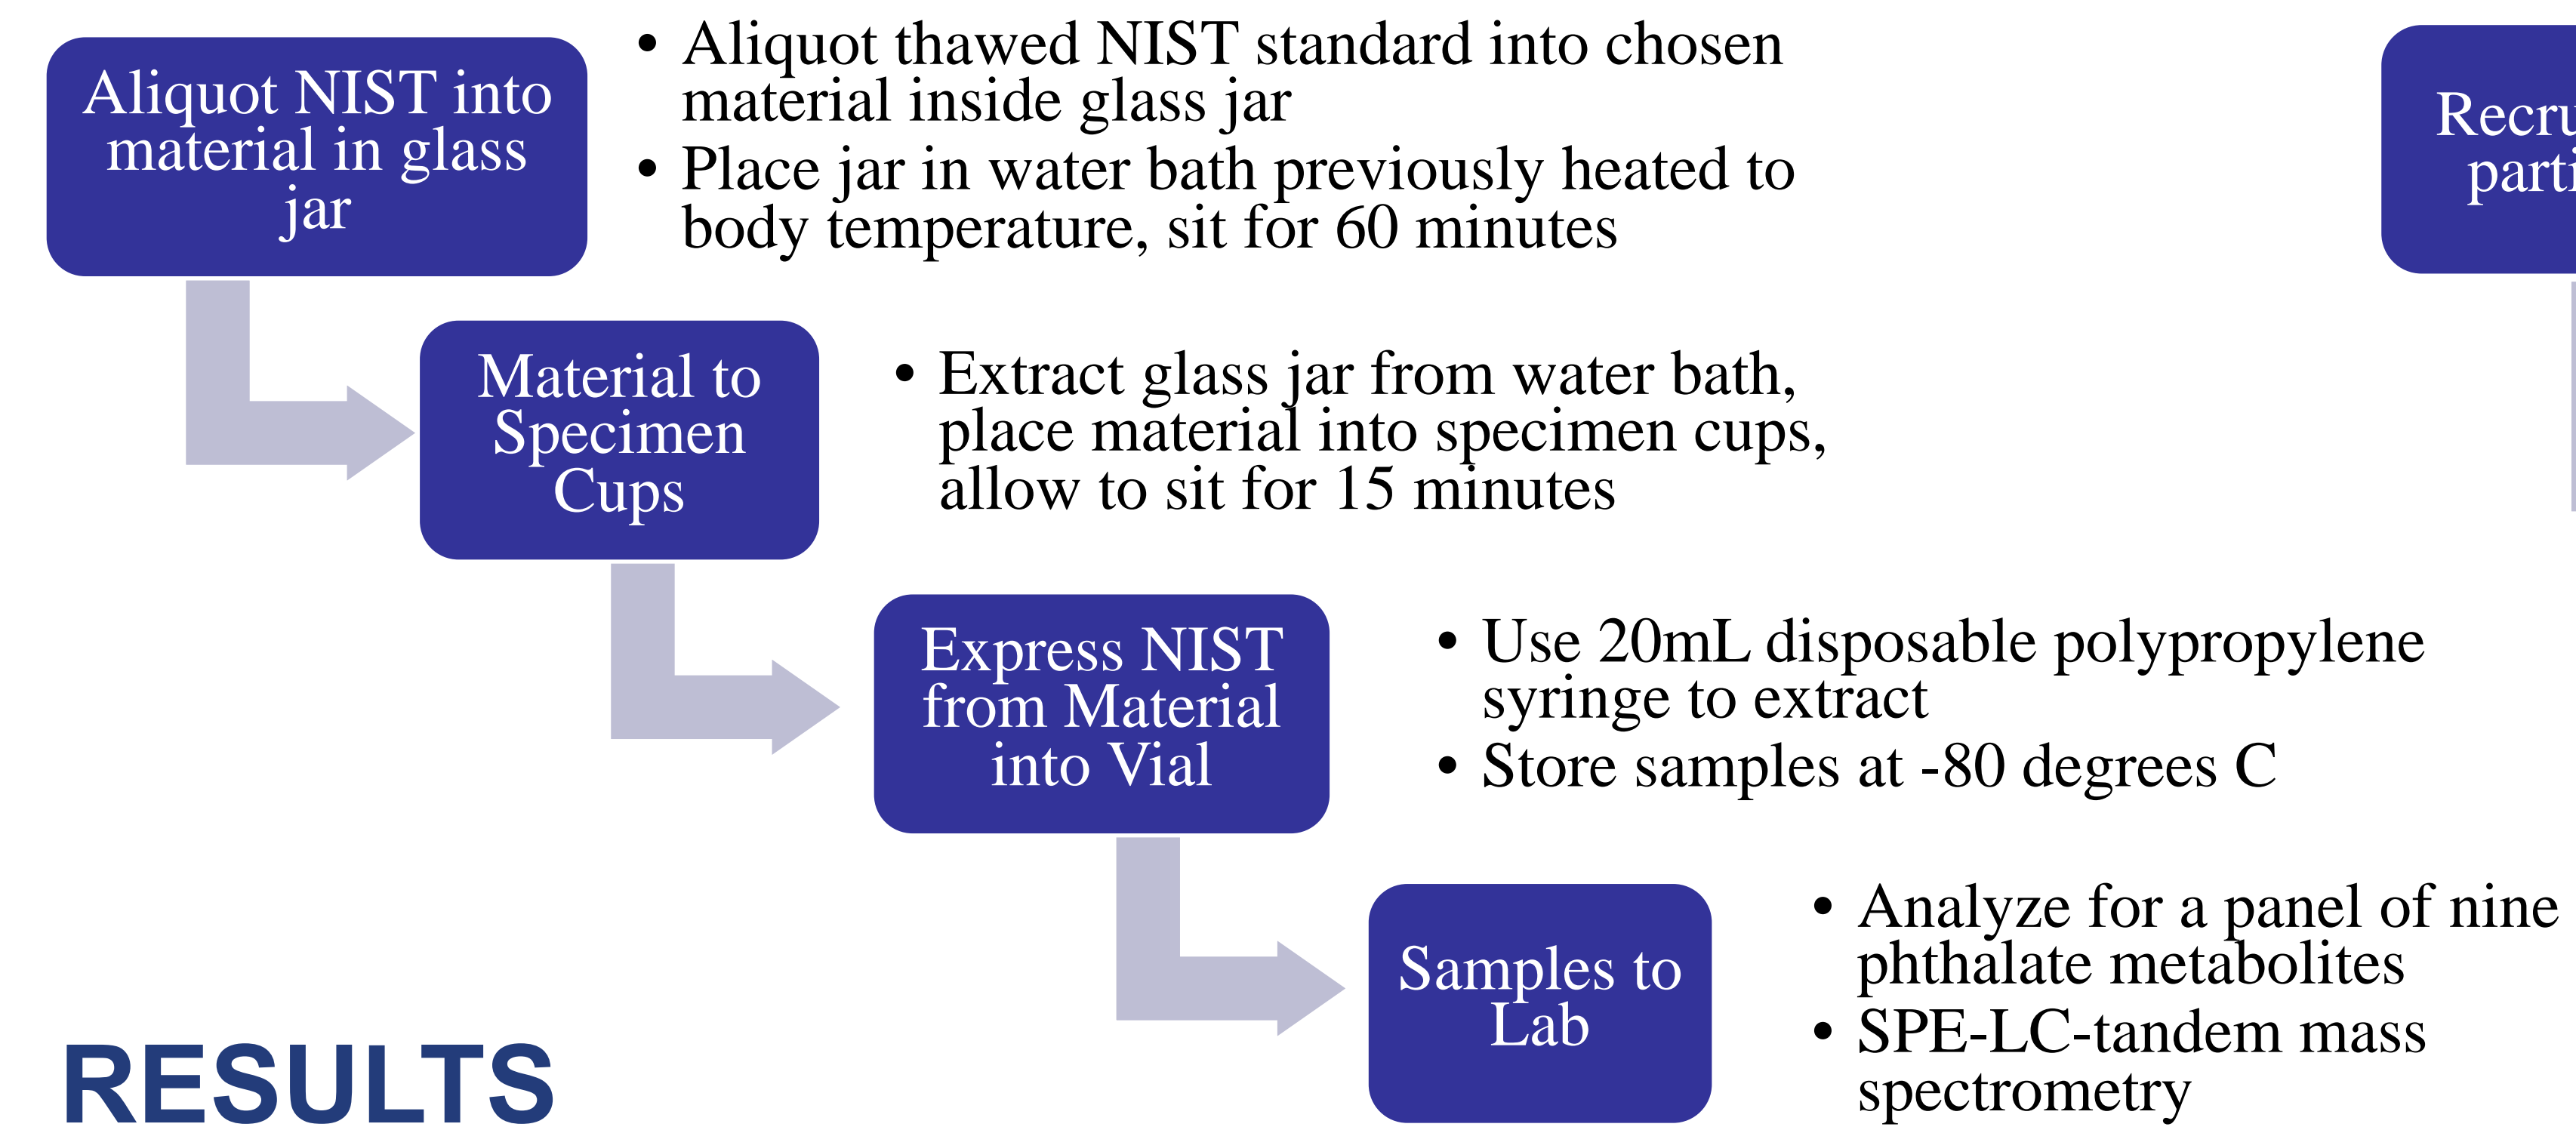 Aliquot NIST into
material in glass
jar
• Aliquot thawed NIST standard into chosen
material inside glass jar
• Place jar in water bath previously heated to
body temperature, sit for 60 minutes
Material to
Specimen
Cups
• Extract glass jar from water bath,
place material into specimen cups,
allow to sit for 15 minutes
Express NIST
from Material
into Vial
• Use 20mL disposable polypropylene
syringe to extract
• Store samples at -80 degrees C
Samples to
Lab
• Analyze for a panel of nine
phthalate metabolites
• SPE-LC-tandem mass
spectrometry
RESULTS